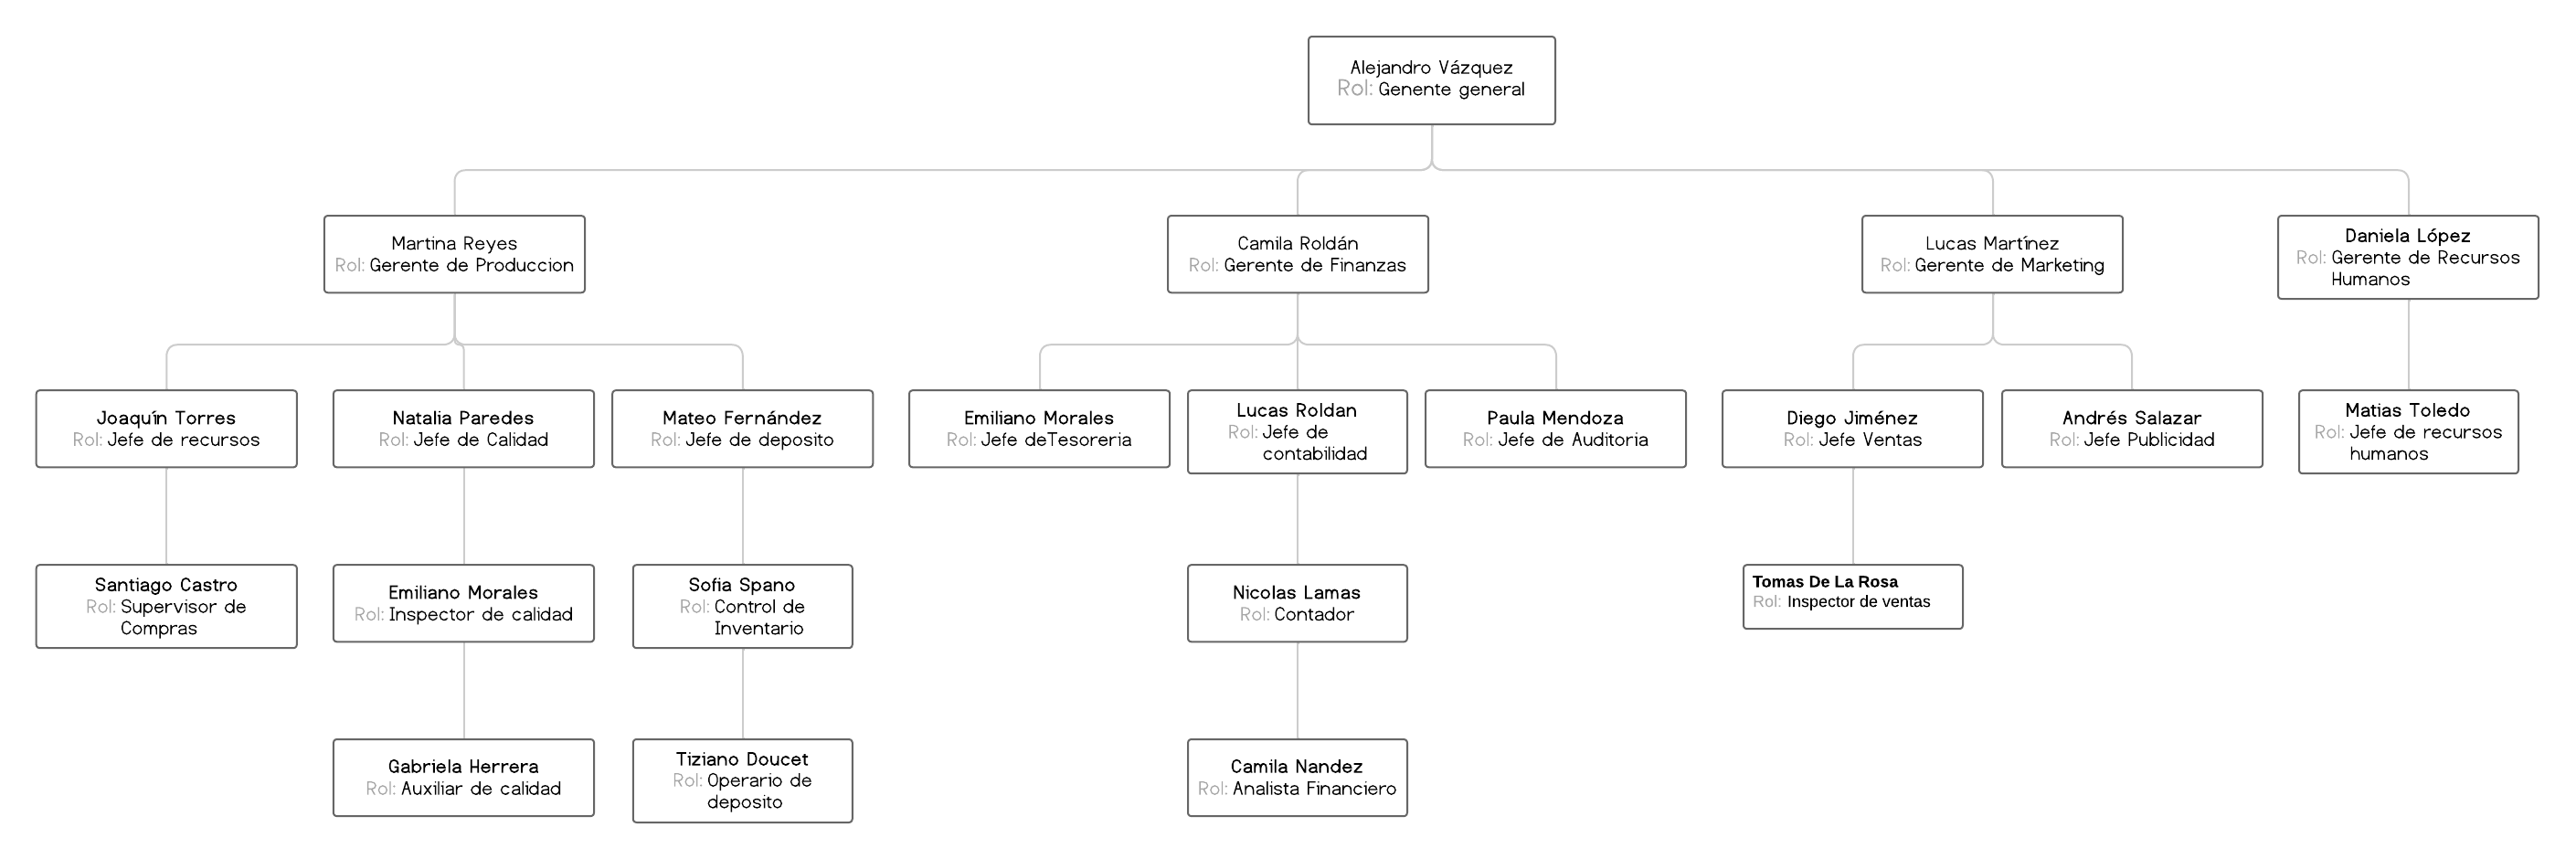 Alejandro Vázquez
Rol: Genente general
Martina Reyes
Rol: Gerente de Produccion
Camila Roldán
Rol: Gerente de Finanzas
Lucas Martínez
Rol: Gerente de Marketing
Daniela López
Rol: Gerente de Recursos
Humanos
Joaquín Torres
Rol: Jefe de recursos
Natalia Paredes
Rol: Jefe de Calidad
Mateo Fernández
Rol: Jefe de deposito
Emiliano Morales
Rol: Jefe deTesoreria
Lucas Roldan
Rol: Jefe de
contabilidad
Paula Mendoza
Rol: Jefe de Auditoria
Diego Jiménez
Rol: Jefe Ventas
Andrés Salazar
Rol: Jefe Publicidad
Matias Toledo
Rol: Jefe de recursos
humanos
Santiago Castro
Rol: Supervisor de
Compras
Emiliano Morales
Rol: Inspector de calidad
Sofia Spano
Rol: Control de
Inventario
Nicolas Lamas
Rol: Contador
Tomas De La Rosa
Rol: Inspector de ventas
Gabriela Herrera
Rol: Auxiliar de calidad
Tiziano Doucet
Rol: Operario de
deposito
Camila Nandez
Rol: Analista Financiero